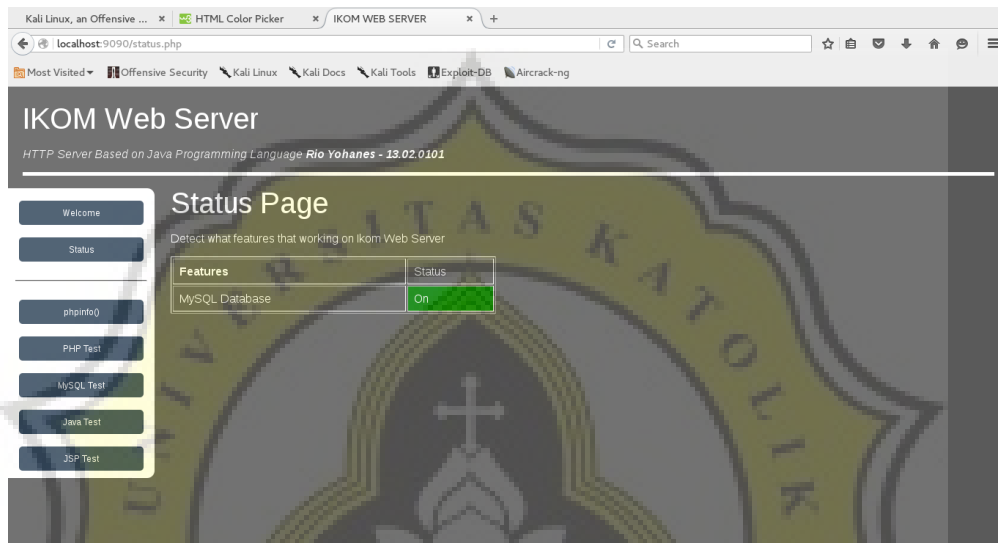 Kali Linux, an Offensive ... HTML Color Picker IKOM WEB SERVER
localhost:9090/status.php Search
Most Visited Offensive Security Kali Linux Kali Docs Kali Tools Exploit-DB Aircrack-ng
IKOM Web Server
HTTP Server Based on Java Programming Language Rio Yohanes - 13.02.0101
Welcome
Status
phpinfo()
PHP Test
MySQL Test
Java Test
JSP Test
Status Page
Detect what features that working on Ikom Web Server
Features Status
MySQL Database On
UNIVERSITAS KATOLIK